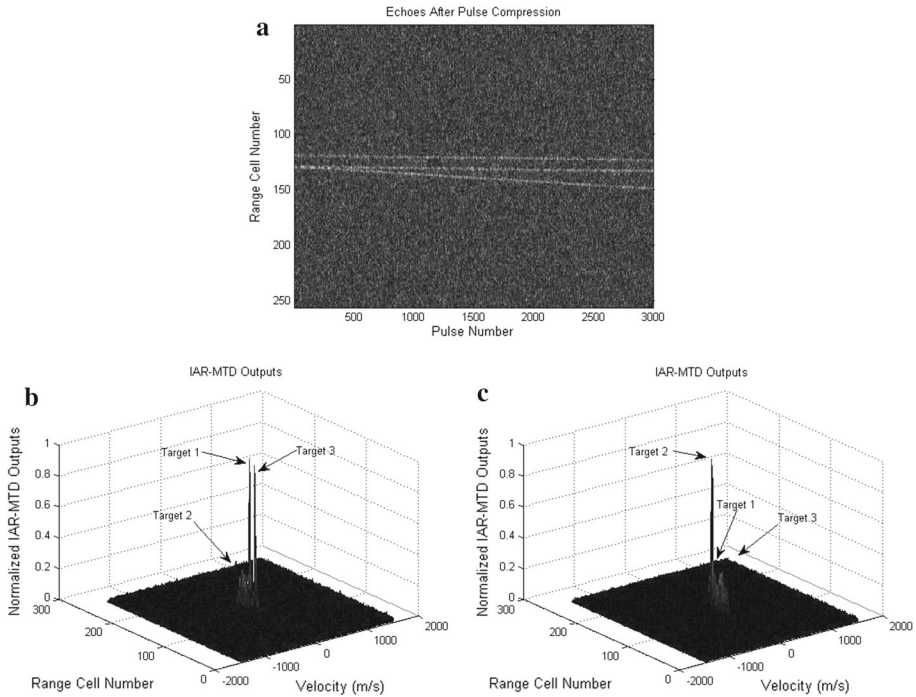 Echoes After Pulse Compression
a
Range Cell Number
50
100
150
200
250
500
1000
1500
2000
2500
3000
Pulse Number
b
IAR-MTD Outputs
Normalized IAR-MTD Outputs
1
0.8
0.6
0.4
0.2
0
Target 1
Target 3
Target 2
300
200
100
0
Range Cell Number
-2000
-1000
0
1000
2000
Velocity (m/s)
c
IAR-MTD Outputs
Normalized IAR-MTD Outputs
1
0.8
0.6
0.4
0.2
0
Target 2
Target 1
Target 3
300
200
100
0
Range Cell Number
-2000
-1000
0
1000
2000
Velocity (m/s)